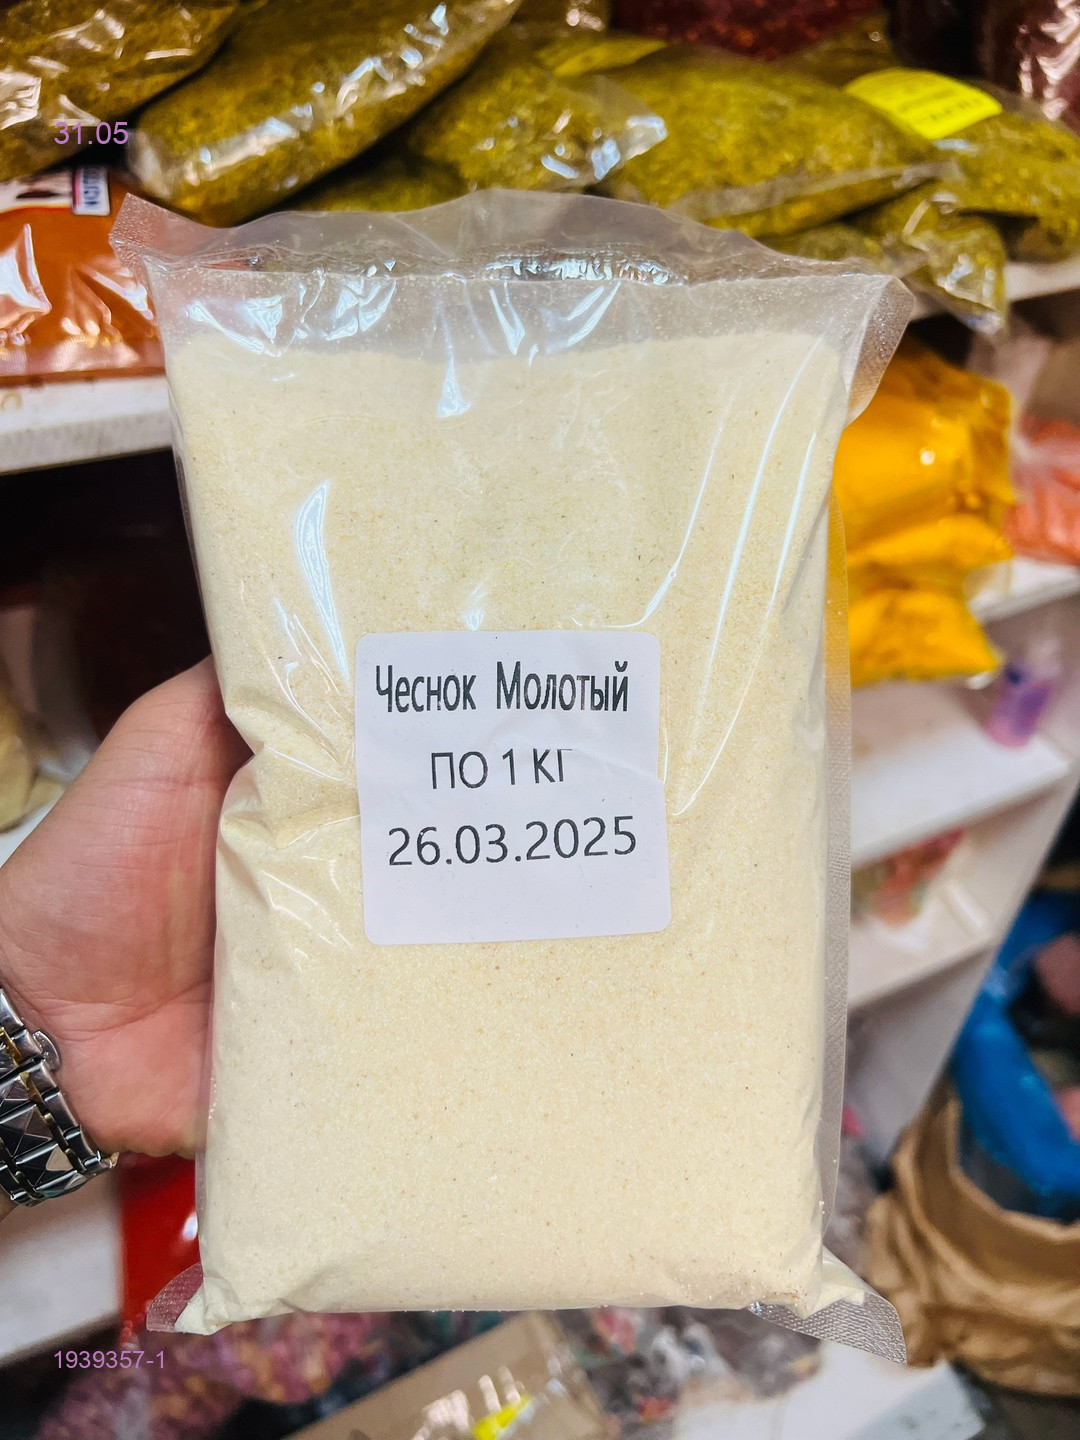 31.05
Чеснок Молотый
ПО 1 КГ
26.03.2025
1939357-1